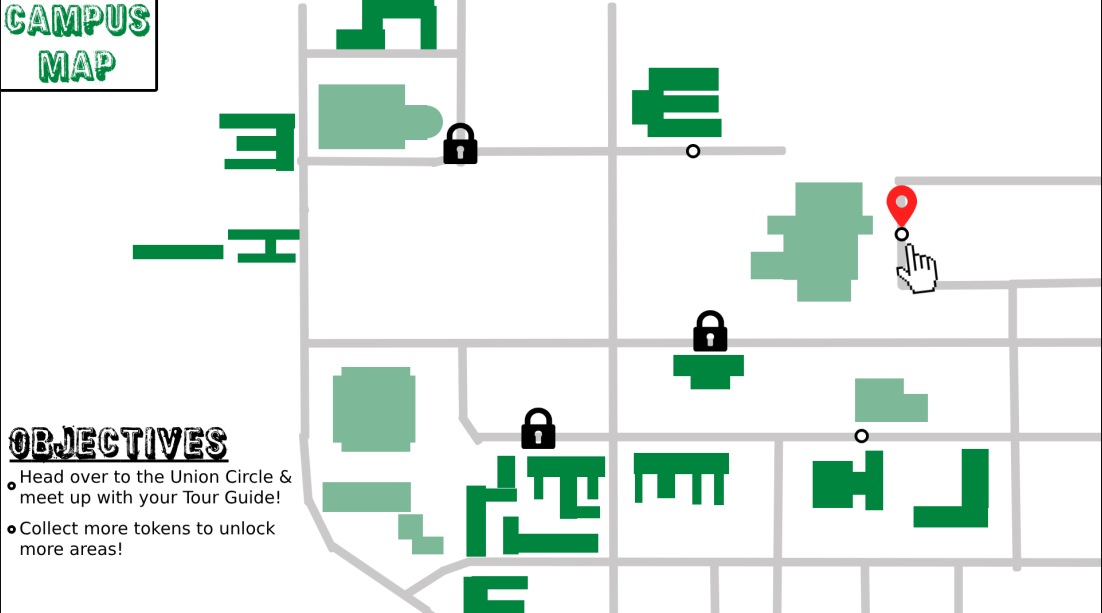 CAMPUS
MAP
OBJECTIVES
Head over to the Union Circle &
meet up with your Tour Guide!
Collect more tokens to unlock
more areas!